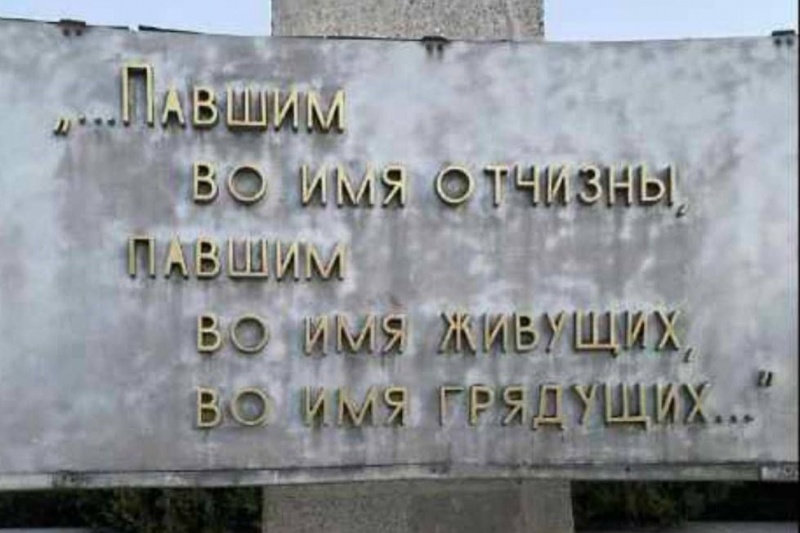 „...Павшим
во имя отчизны,
павшим
во имя живущих,
во имя грядущих..."